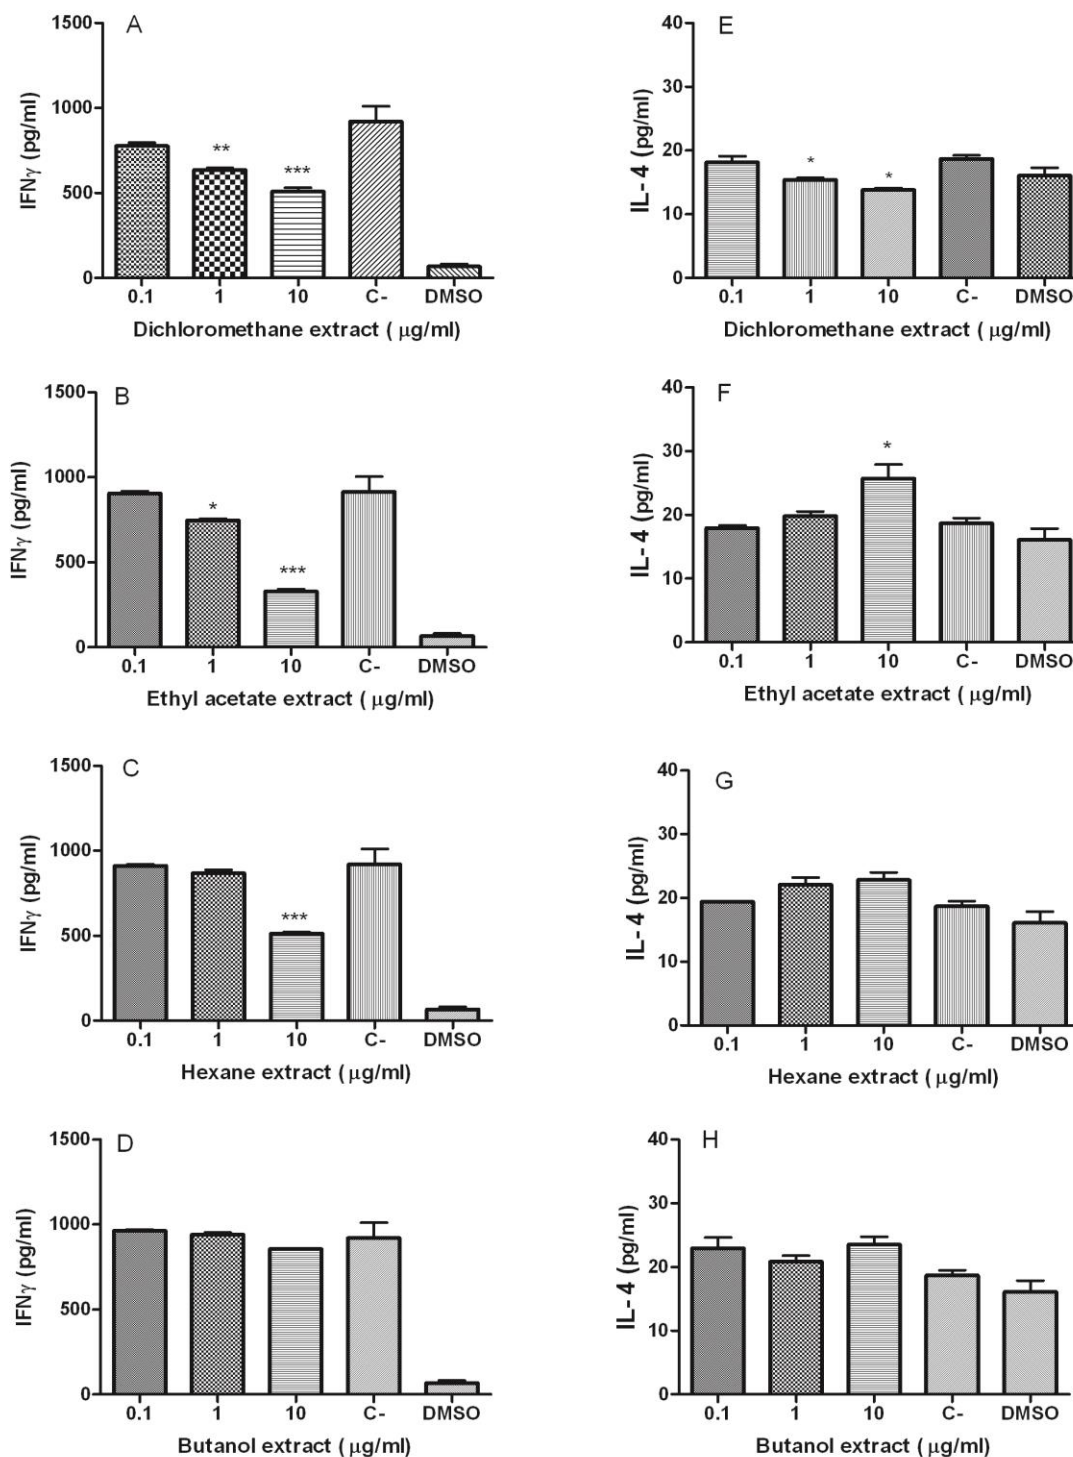 A
1500
1000
500
0
IFNγ (pg/ml)
**
***
0.1 1 10 C- DMSO
Dichloromethane extract ( μg/ml)
E
40
30
20
10
0
IL-4 (pg/ml)
*
*
0.1 1 10 C- DMSO
Dichloromethane extract ( μg/ml)
B
1500
1000
500
0
IFNγ (pg/ml)
*
***
0.1 1 10 C- DMSO
Ethyl acetate extract ( μg/ml)
F
40
30
20
10
0
IL-4 (pg/ml)
*
0.1 1 10 C- DMSO
Ethyl acetate extract ( μg/ml)
C
1500
1000
500
0
IFNγ (pg/ml)
***
0.1 1 10 C- DMSO
Hexane extract ( μg/ml)
G
40
30
20
10
0
IL-4 (pg/ml)
0.1 1 10 C- DMSO
Hexane extract ( μg/ml)
D
1500
1000
500
0
IFNγ (pg/ml)
0.1 1 10 C- DMSO
Butanol extract ( μg/ml)
H
40
30
20
10
0
IL-4 (pg/ml)
0.1 1 10 C- DMSO
Butanol extract ( μg/ml)